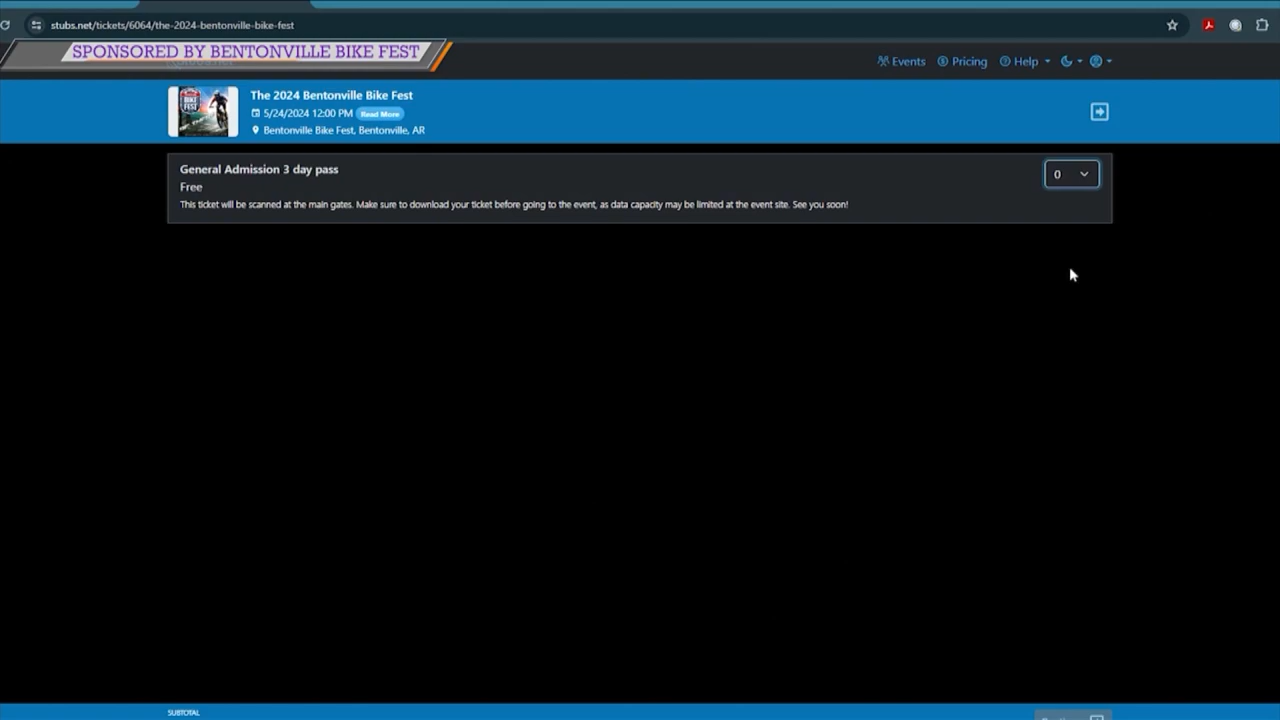 stubs.net/tickets/6064/the-2024-bentonville-bike-fest
SPONSORED BY BENTONVILLE BIKE FEST
Events
Pricing
Help
BIKE FEST
The 2024 Bentonville Bike Fest
5/24/2024 12:00 PM Read More
Bentonville Bike Fest, Bentonville, AR
General Admission 3 day pass
Free
0
This ticket will be scanned at the main gates. Make sure to download your ticket before going to the event, as data capacity may be limited at the event site. See you soon!
SUBTOTAL